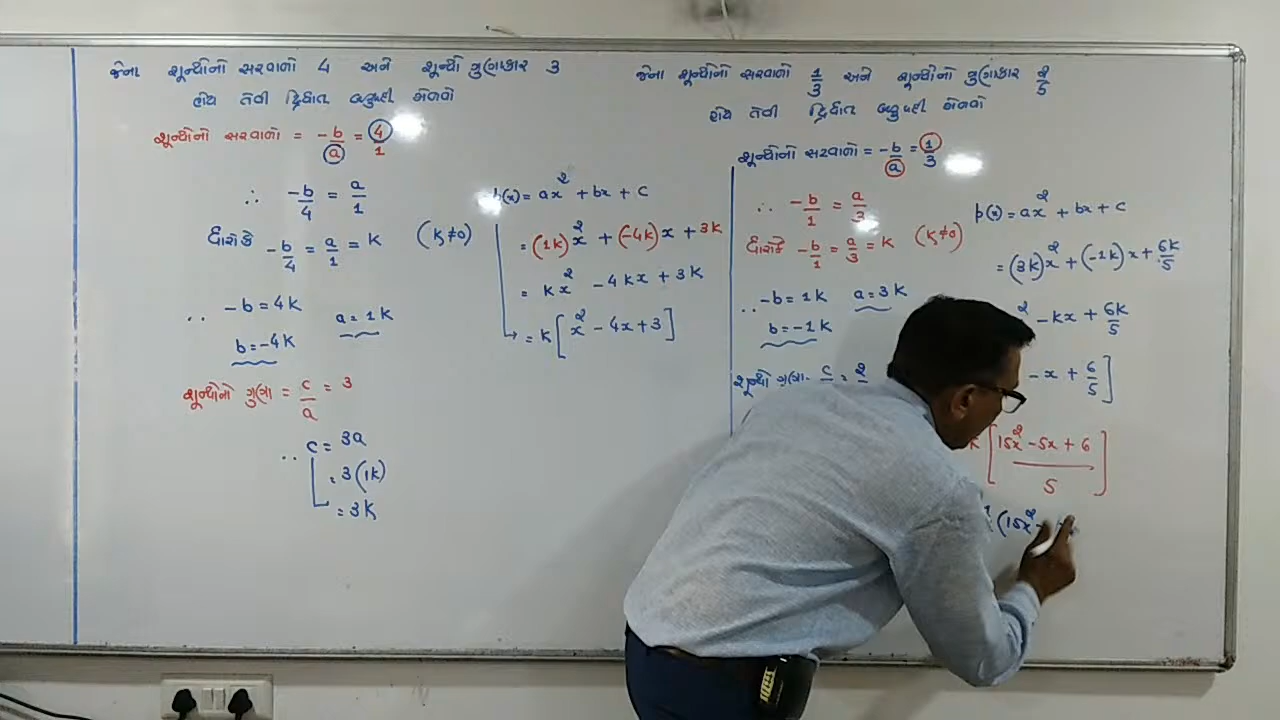 જેના શૂન્યોનો સરવાળો 4 અને શૂન્યો ગુણાકાર 3
હોય તેવી દ્વિઘાત બહુપદી મેળવો
શૂન્યોનો સરવાળો = -b/a = 4/1
∴ -b/4 = a/1
ધારોકે -b/4 = a/1 = k (k≠0)
∴ -b = 4k a = 1k
b = -4k
શૂન્યોનો ગુણા = c/a = 3
∴ c = 3a
= 3(1k)
= 3k
p(x) = ax² + bx + c
= (1k)x² + (-4k)x + 3k
= kx² - 4kx + 3k
= k[x² - 4x + 3]
જેના શૂન્યોનો સરવાળો 1/3 અને શૂન્યોનો ગુણાકાર 2/5
હોય તેવી દ્વિઘાત બહુપદી મેળવો
શૂન્યોનો સરવાળો = -b/a = 1/3
∴ -b/1 = a/3
ધારોકે -b/1 = a/3 = k (k≠0)
∴ -b = 1k a = 3k
b = -1k
શૂન્યો ગુણા. c = 2
p(x) = ax² + bx + c
= (3k)x² + (-1k)x + 6k/5
² - kx + 6k/5
- x + 6/5]
k[15x² - 5x + 6 / 5]
(15x² -